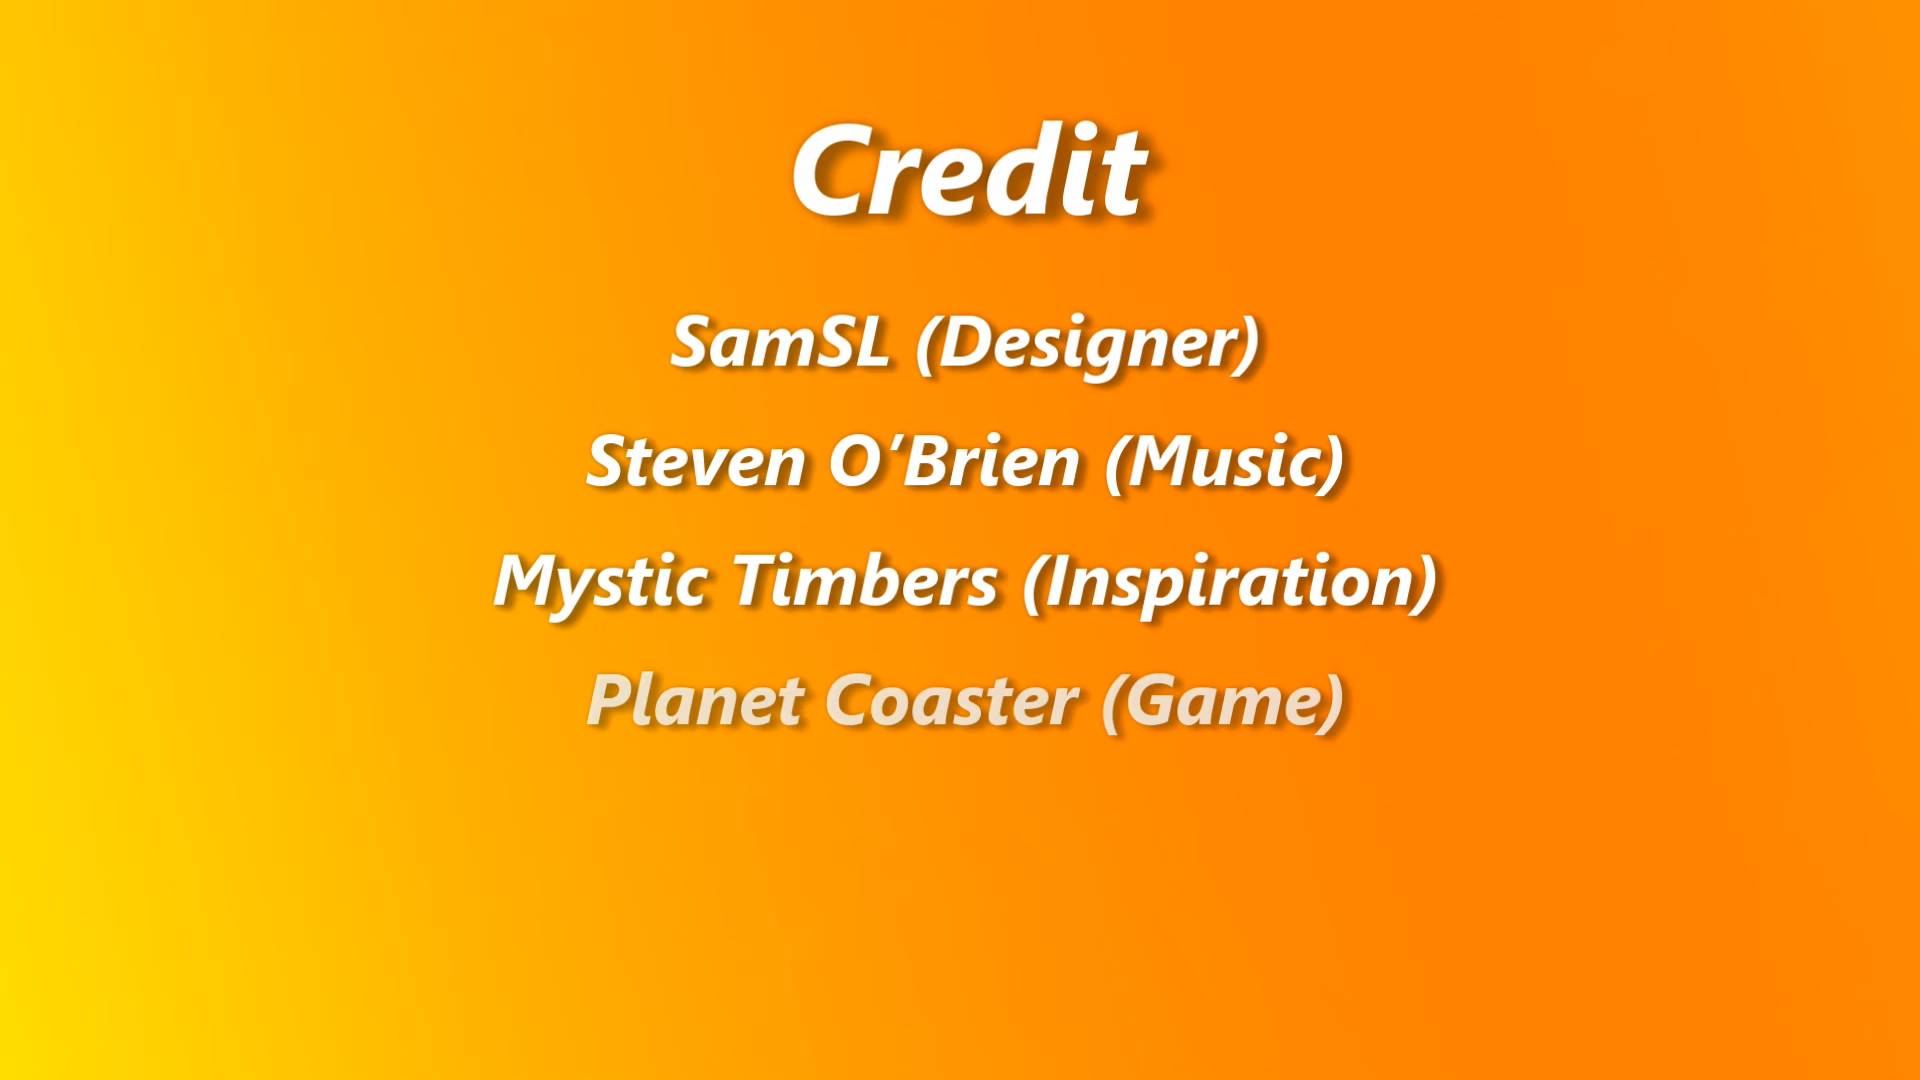 Credit
SamSL (Designer)
Steven O'Brien (Music)
Mystic Timbers (Inspiration)
Planet Coaster (Game)